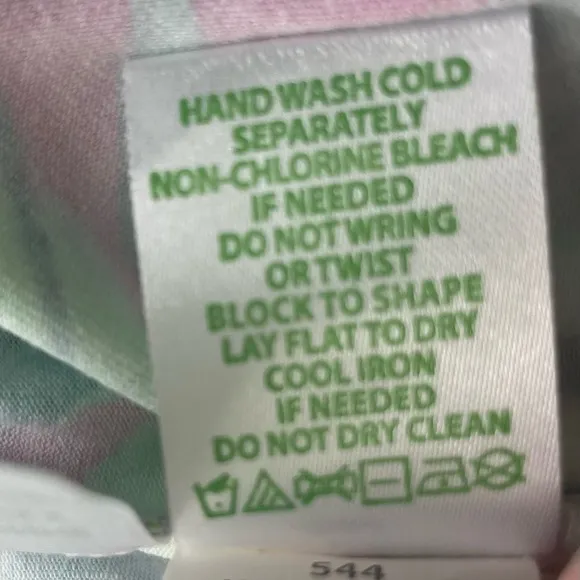 HAND WASH COLD
SEPARATELY
NON-CHLORINE BLEACH
IF NEEDED
DO NOT WRING
OR TWIST
BLOCK TO SHAPE
LAY FLAT TO DRY
COOL IRON
IF NEEDED
DO NOT DRY CLEAN
544